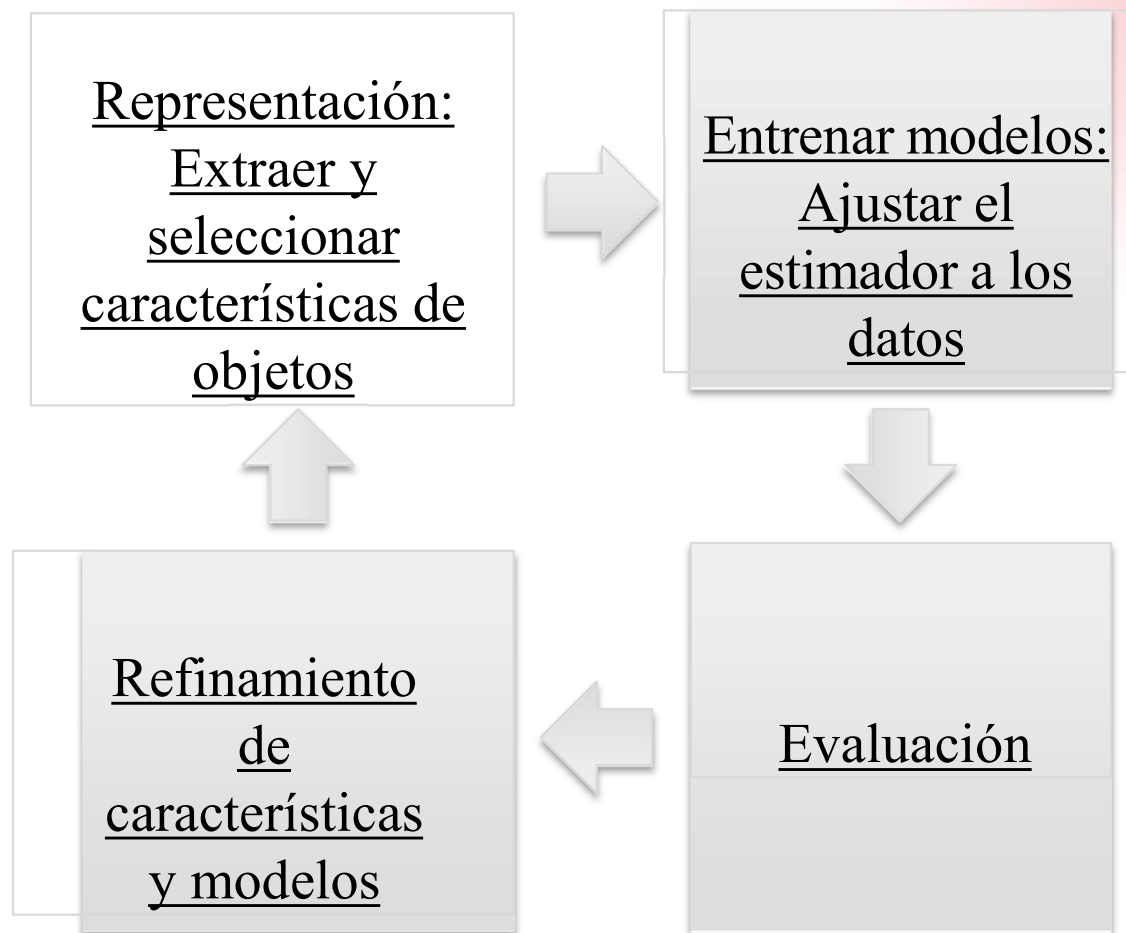 Representación:
Extraer y
seleccionar
características de
objetos
Entrenar modelos:
Ajustar el
estimador a los
datos
Refinamiento
de
características
y modelos
Evaluación